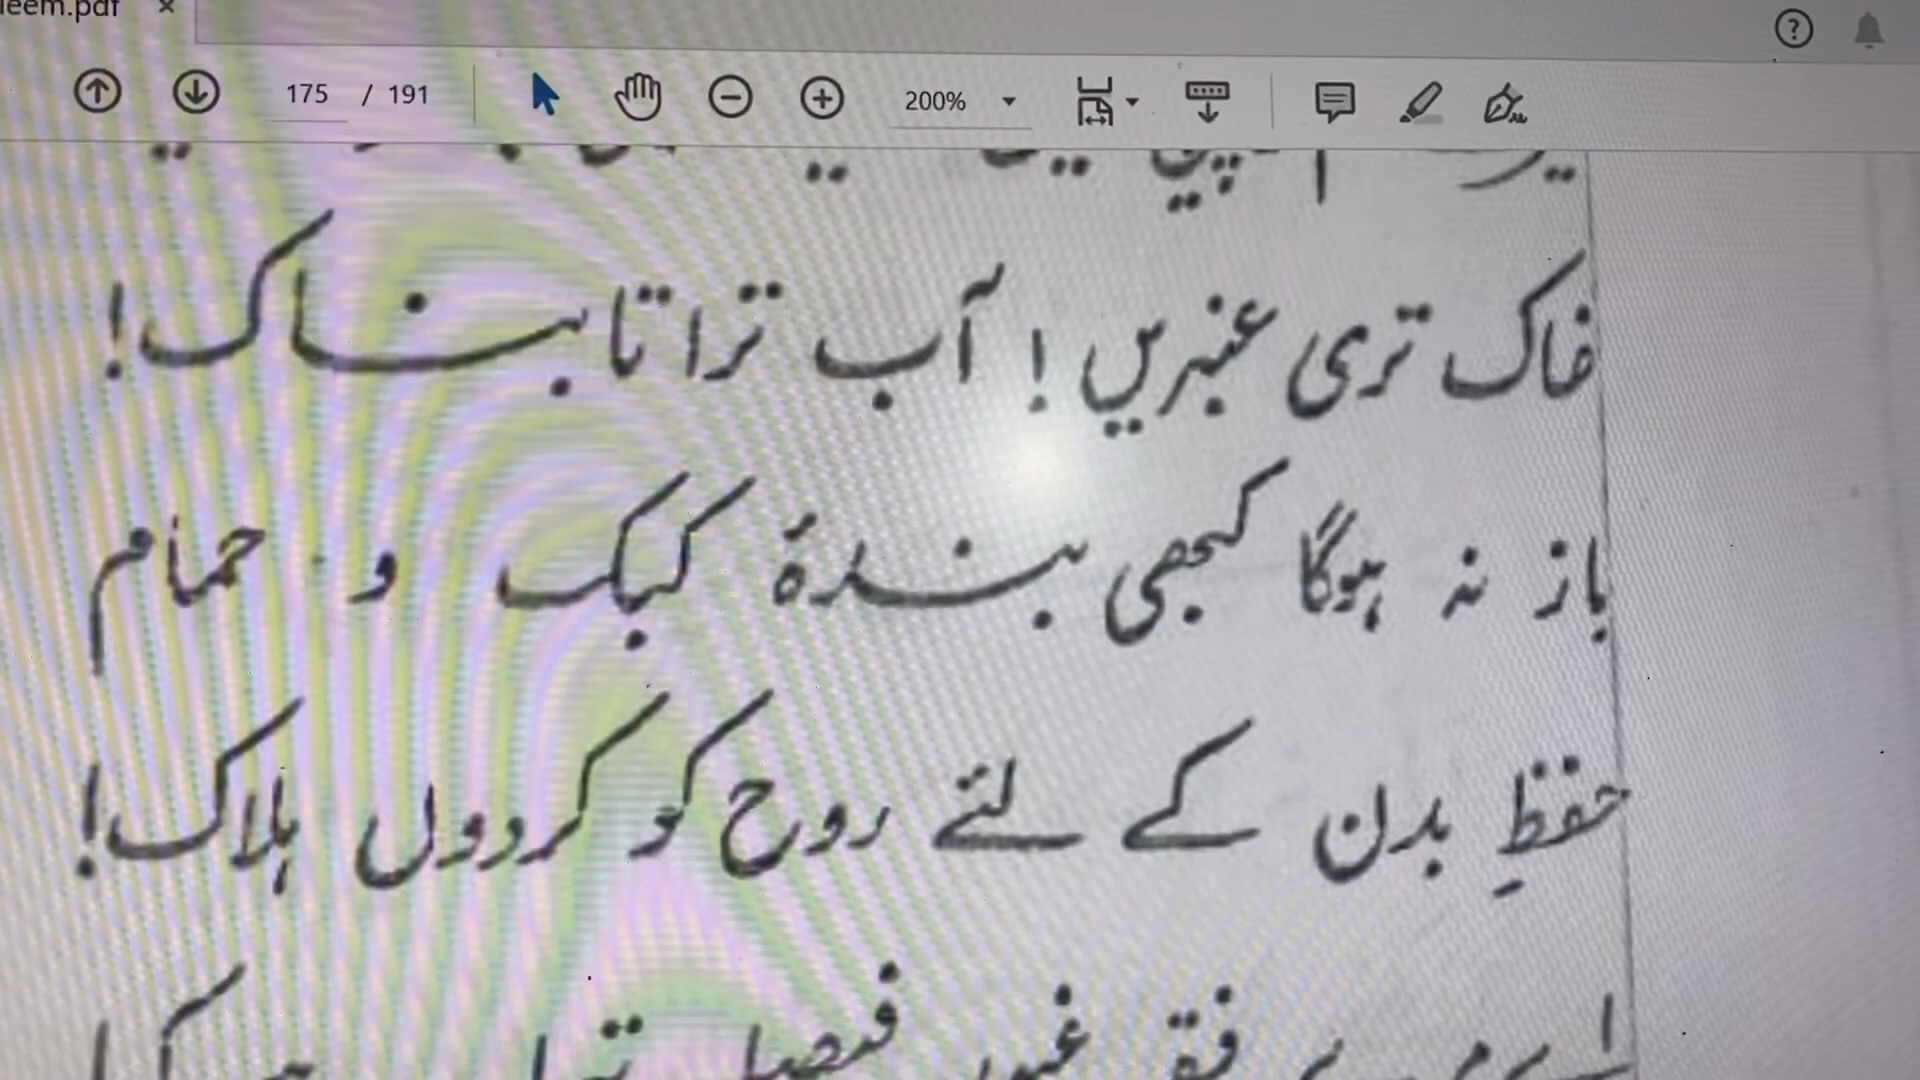 leem.pdf ×
175 / 191 200%
خاک تری عنبریں ! آب ترا تابناک !
باز نہ ہوگا کبھی بندۂ کبک و حمام
حفظِ بدن کے لئے روح کو کردوں ہلاک !